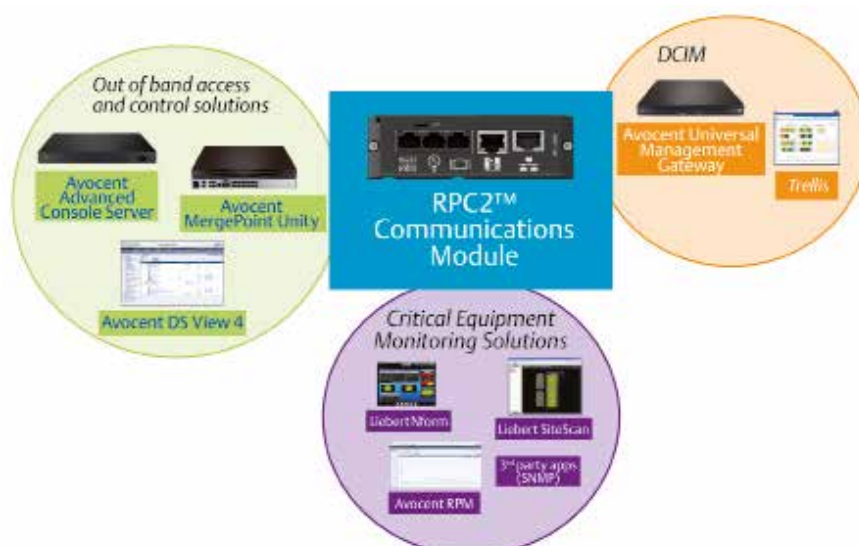 Out of band access
and control solutions
Avocent
Advanced
Console Server
Avocent
MergePoint Unity
Avocent DS View 4
RPC2™
Communications
Module
DCIM
Avocent Universal
Management
Gateway
Trellis
Critical Equipment
Monitoring Solutions
Liebert Nform
Liebert SiteScan
Avocent RPM
3rd party apps
(SNMP)